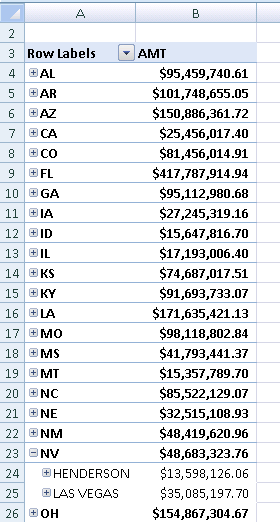 A B
2
3 Row Labels AMT
4 AL $95,459,740.61
5 AR $101,748,655.05
6 AZ $150,886,361.72
7 CA $25,456,017.40
8 CO $81,456,014.91
9 FL $417,787,914.94
10 GA $95,112,980.68
11 IA $27,245,319.16
12 ID $15,647,816.70
13 IL $17,193,006.40
14 KS $74,687,017.51
15 KY $91,693,733.07
16 LA $171,635,421.13
17 MO $98,118,802.84
18 MS $41,793,441.37
19 MT $15,357,789.70
20 NC $85,522,129.07
21 NE $32,515,108.93
22 NM $48,419,620.96
23 NV $48,683,323.76
24 HENDERSON $13,598,126.06
25 LAS VEGAS $35,085,197.70
26 OH $154,867,304.67